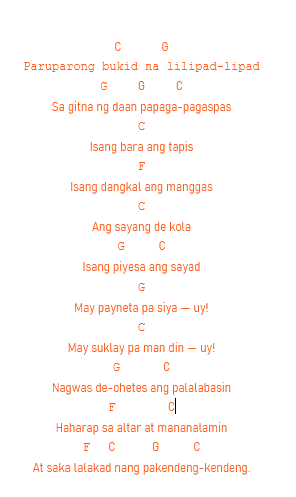 C G
Paruparong bukid na lilipad-lipad
G G C
Sa gitna ng daan papaga-pagaspas
C
Isang bara ang tapis
F
Isang dangkal ang manggas
C
Ang sayang de kola
G C
Isang piyesa ang sayad
G
May payneta pa siya — uy!
C
May suklay pa man din — uy!
G C
Nagwas de-ohetes ang palalabasin
F C
Haharap sa altar at mananalamin
F C G C
At saka lalakad nang pakendeng-kendeng.